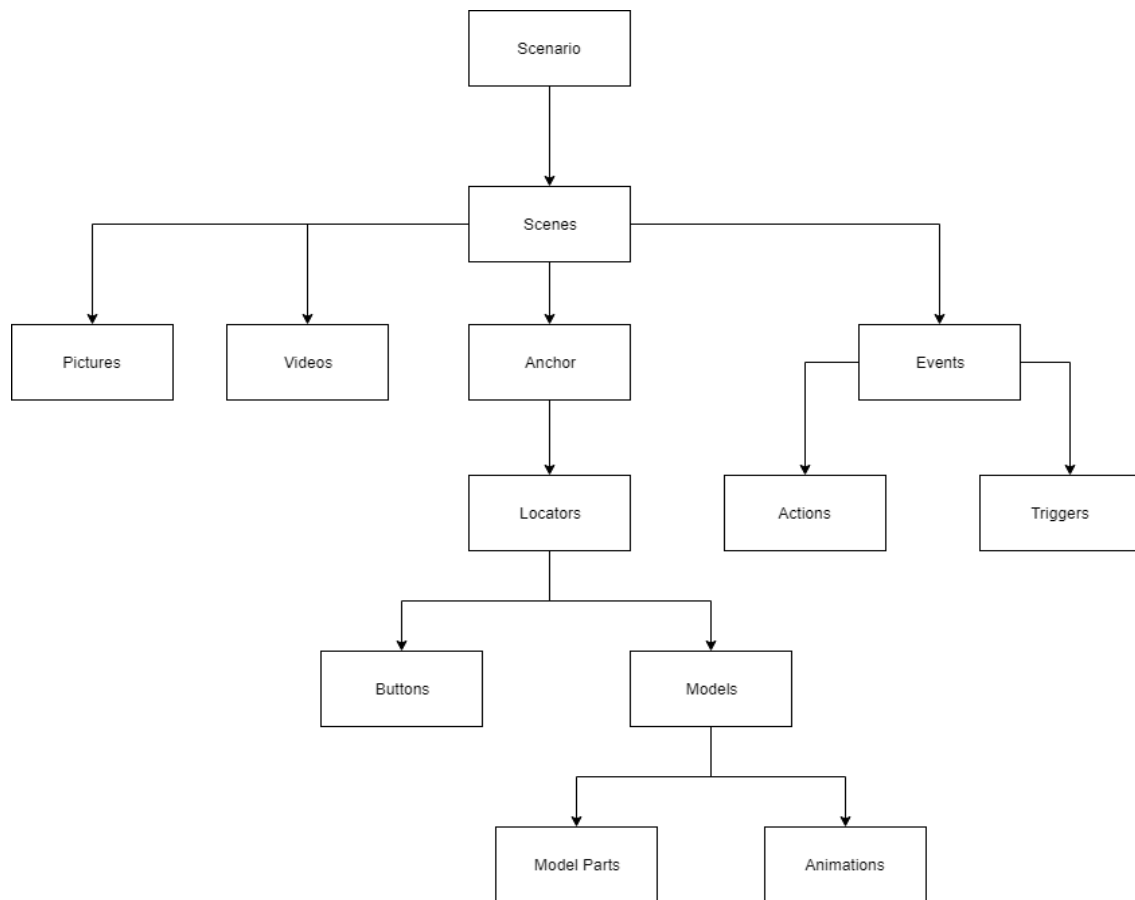 Scenario
Scenes
Pictures
Videos
Anchor
Events
Locators
Actions
Triggers
Buttons
Models
Model Parts
Animations